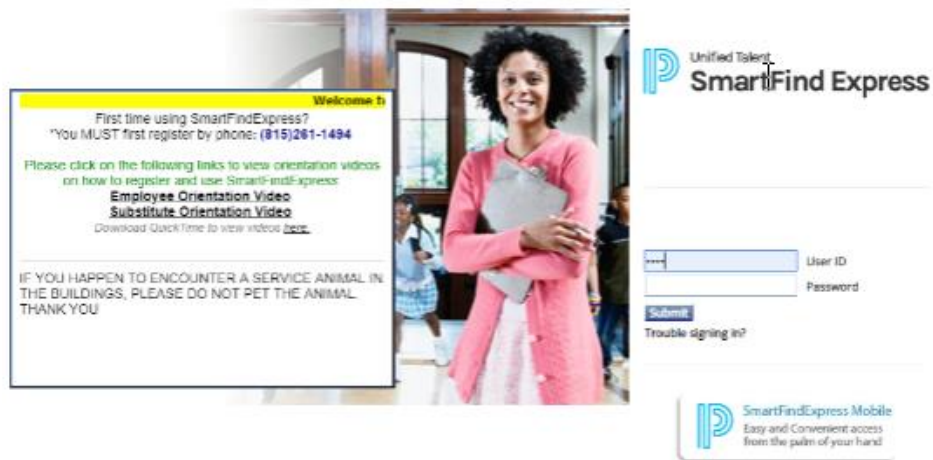 Welcome to
First time using SmartFindExpress?
*You MUST first register by phone: (815)261-1494
Please click on the following links to view orientation videos
on how to register and use SmartFindExpress
Employee Orientation Video
Substitute Orientation Video
Download QuickTime to view videos here.
IF YOU HAPPEN TO ENCOUNTER A SERVICE ANIMAL IN
THE BUILDINGS, PLEASE DO NOT PET THE ANIMAL.
THANK YOU
Unified Talent
SmartFind Express
User ID
Password
Submit
Trouble signing in?
SmartFindExpress Mobile
Easy and Convenient access
from the palm of your hand